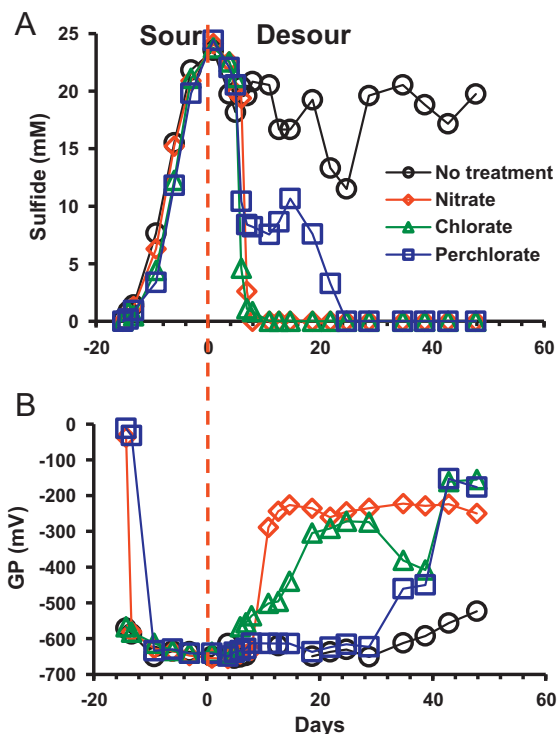 A
Sour
Desour
25
20
15
10
5
0
Sulfide (mM)
No treatment
Nitrate
Chlorate
Perchlorate
-20
0
20
40
60
B
0
-100
-200
-300
-400
-500
-600
-700
GP (mV)
-20
0
20
40
60
Days